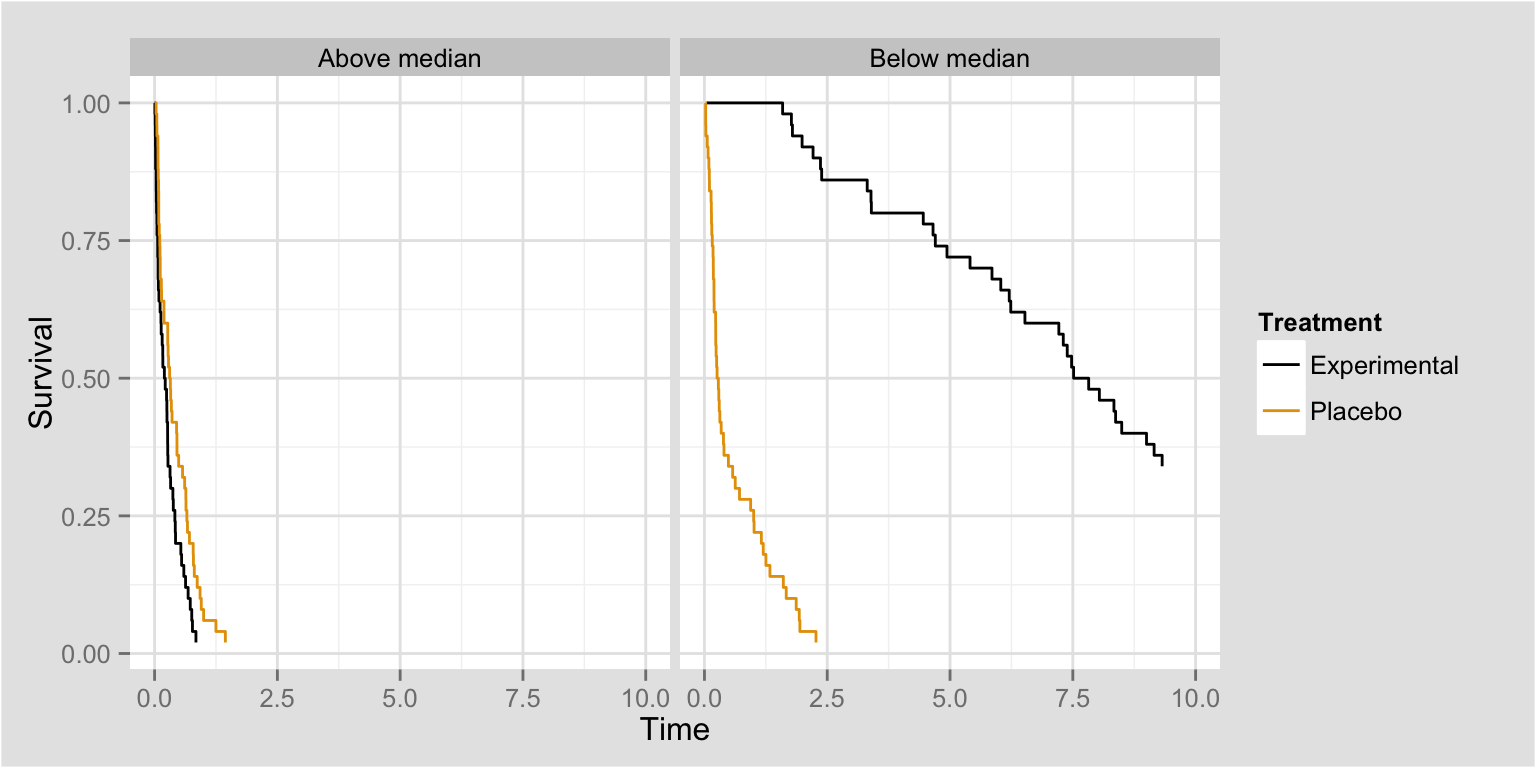 Above median
Below median
1.00
0.75
0.50
0.25
0.00
Survival
0.0 2.5 5.0 7.5 10.0
0.0 2.5 5.0 7.5 10.0
Time
Treatment
Experimental
Placebo